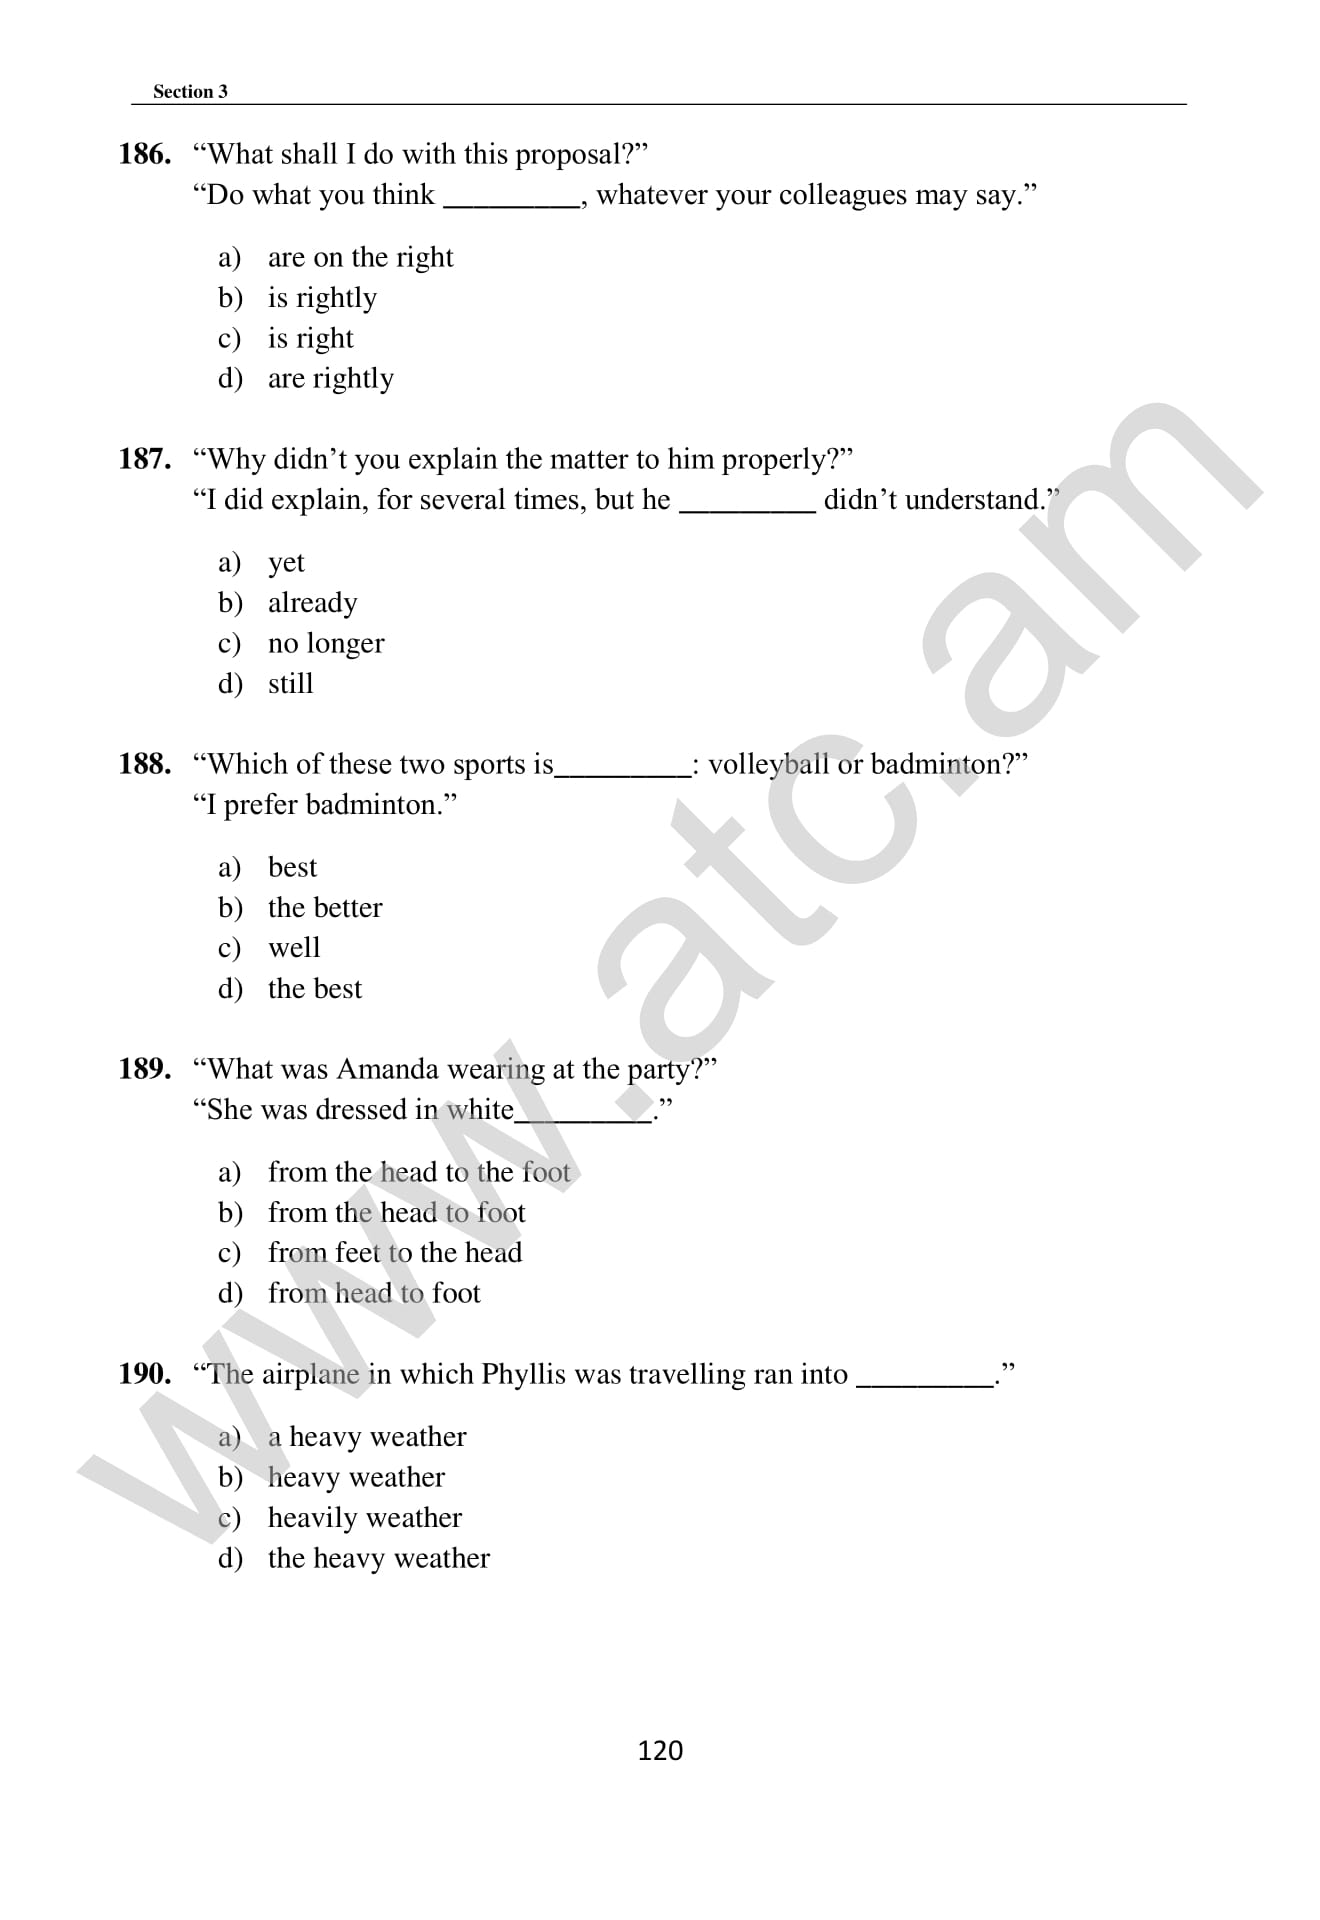 Section 3
186. “What shall I do with this proposal?”
“Do what you think _________, whatever your colleagues may say.”
a) are on the right
b) is rightly
c) is right
d) are rightly
187. “Why didn’t you explain the matter to him properly?”
“I did explain, for several times, but he _________ didn’t understand.”
a) yet
b) already
c) no longer
d) still
188. “Which of these two sports is_________: volleyball or badminton?”
“I prefer badminton.”
a) best
b) the better
c) well
d) the best
189. “What was Amanda wearing at the party?”
“She was dressed in white_________.”
a) from the head to the foot
b) from the head to foot
c) from feet to the head
d) from head to foot
190. “The airplane in which Phyllis was travelling ran into _________.”
a) a heavy weather
b) heavy weather
c) heavily weather
d) the heavy weather
120
www.atc.am